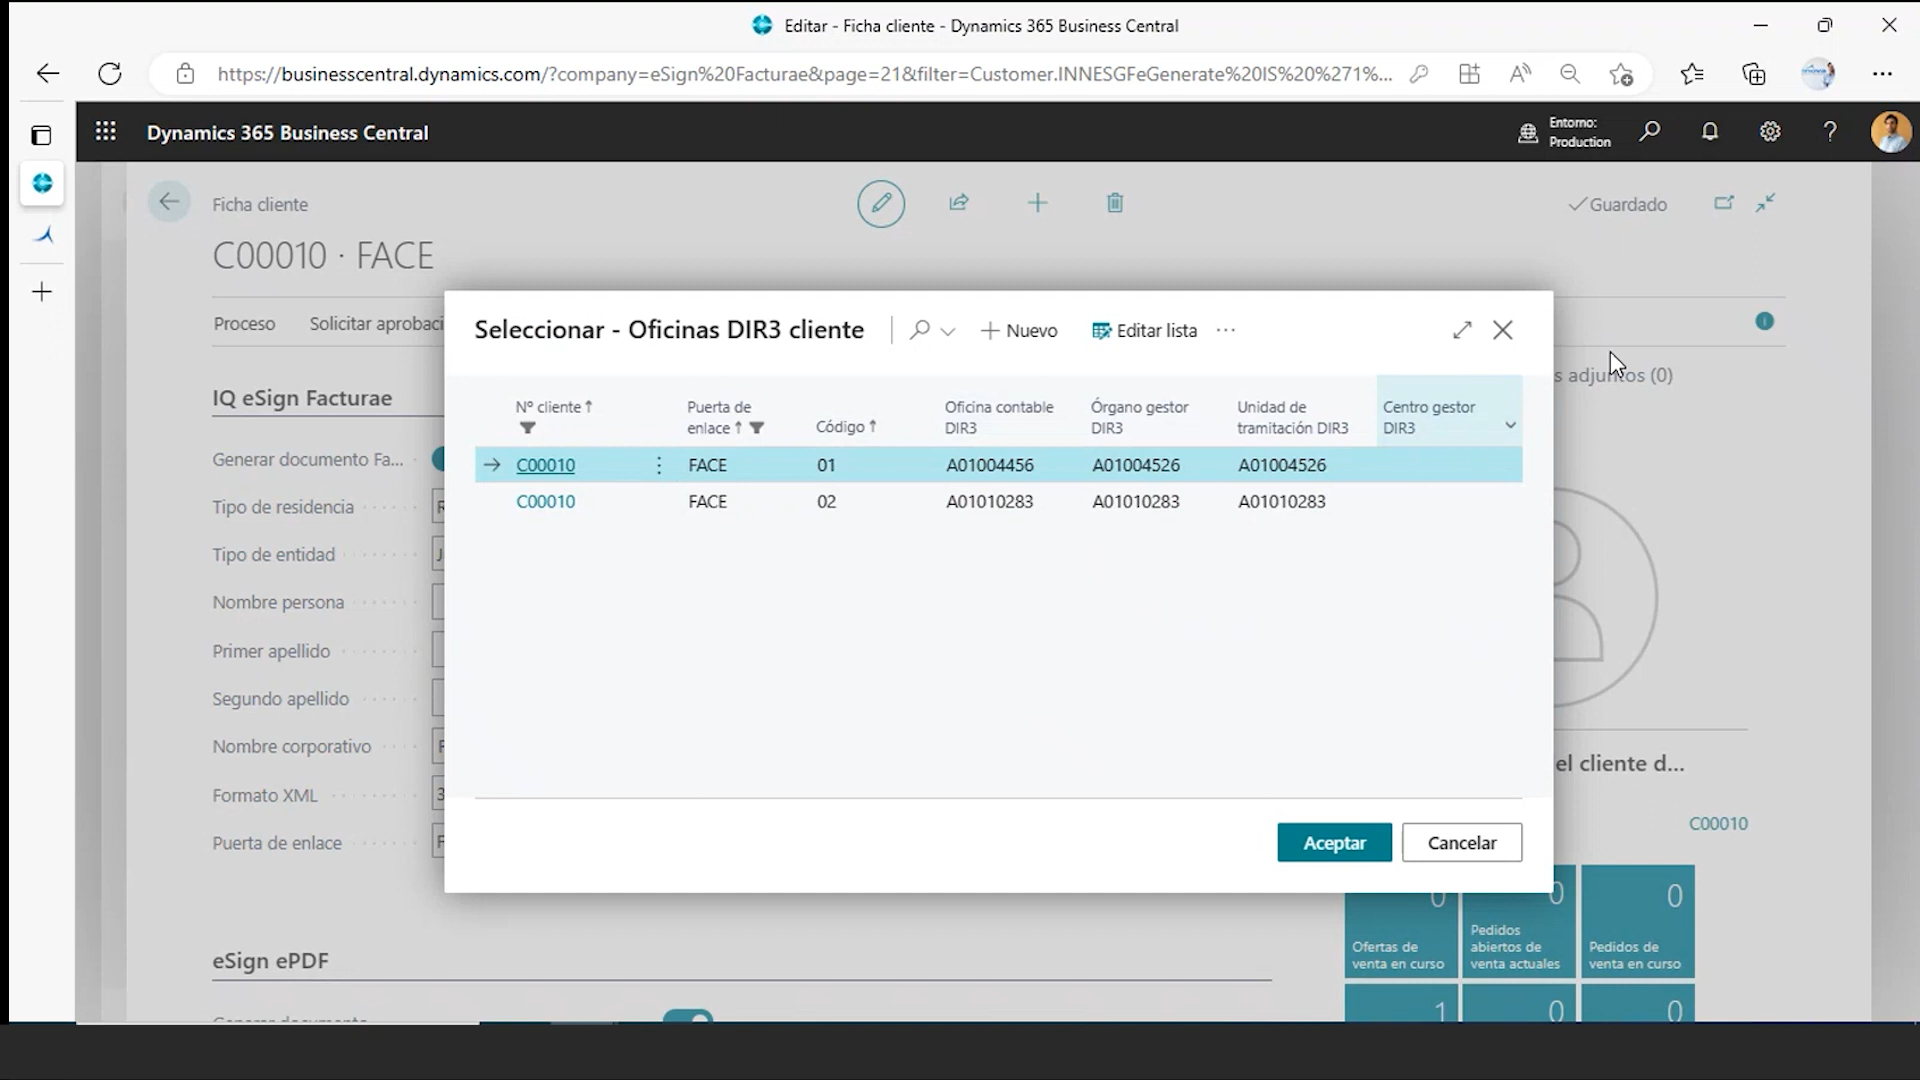 Editar - Ficha cliente - Dynamics 365 Business Central
https://businesscentral.dynamics.com/?company=eSign%20Facturae&page=21&filter=Customer.INNESGFeGenerate%20IS%20%271%...
Dynamics 365 Business Central
Entorno:
Production
Ficha cliente
Guardado
C00010 · FACE
Proceso
Solicitar aprobaci
s adjuntos (0)
Seleccionar - Oficinas DIR3 cliente
Nuevo
Editar lista
Nº cliente
Puerta de
enlace
Código
Oficina contable
DIR3
Órgano gestor
DIR3
Unidad de
tramitación DIR3
Centro gestor
DIR3
C00010 FACE 01 A01004456 A01004526 A01004526
C00010 FACE 02 A01010283 A01010283 A01010283
Aceptar
Cancelar
IQ eSign Facturae
Generar documento Fa...
Tipo de residencia
Tipo de entidad
Nombre persona
Primer apellido
Segundo apellido
Nombre corporativo
Formato XML 3
Puerta de enlace F
eSign ePDF
el cliente d...
C00010
0
Ofertas de
venta en curso
0
Pedidos
abiertos de
venta actuales
0
Pedidos de
venta en curso
1
0
0